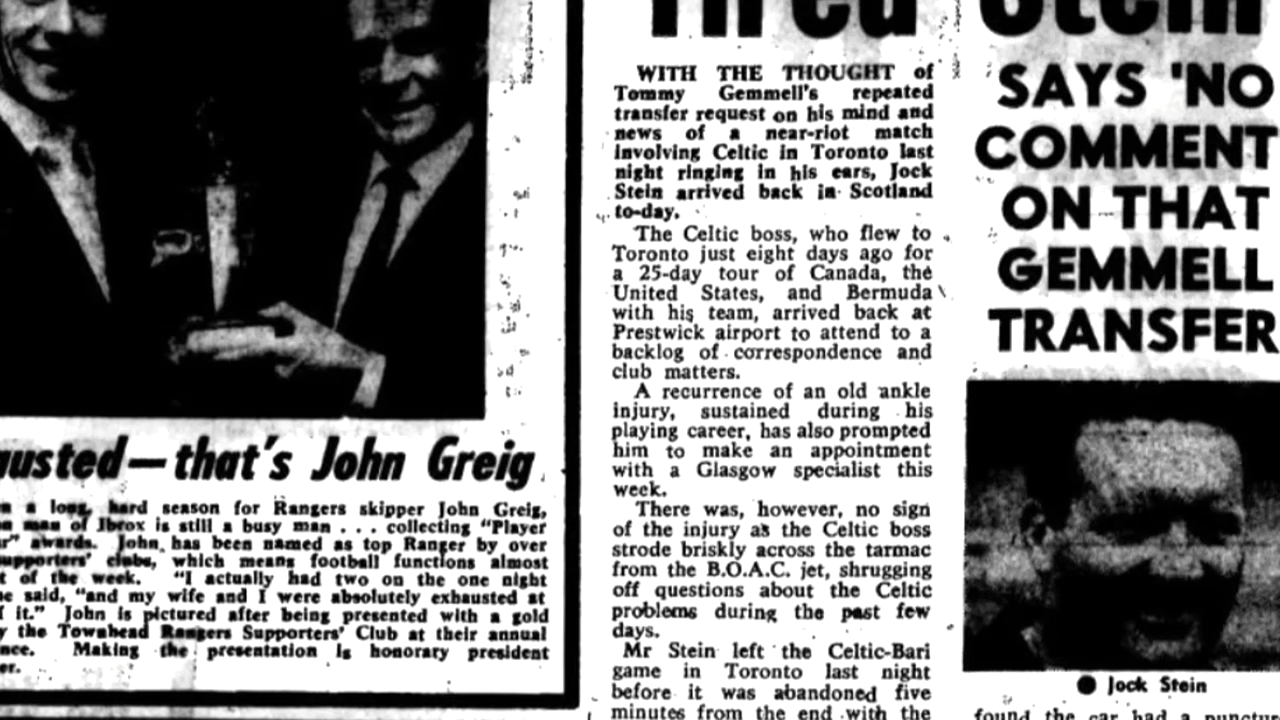 that's John Greig
a long, hard season for Rangers skipper John Greig,
man of Ibrox is still a busy man . . . collecting "Player
awards. John has been named as top Ranger by over
supporters' clubs, which means football functions almost
of the week. "I actually had two on the one night
said, "and my wife and I were absolutely exhausted at
it." John is pictured after being presented with a gold
the Townhead Rangers Supporters' Club at their annual
Making the presentation is honorary president
WITH THE THOUGHT of
Tommy Gemmell's repeated
transfer request on his mind and
news of a near-riot match
involving Celtic in Toronto last
night ringing in his ears, Jock
Stein arrived back in Scotland
to-day.
The Celtic boss, who flew to
Toronto just eight days ago for
a 25-day tour of Canada, the
United States, and Bermuda
with his team, arrived back at
Prestwick airport to attend to a
backlog of correspondence and
club matters.
A recurrence of an old ankle
injury, sustained during his
playing career, has also prompted
him to make an appointment
with a Glasgow specialist this
week.
There was, however, no sign
of the injury as the Celtic boss
strode briskly across the tarmac
from the B.O.A.C. jet, shrugging
off questions about the Celtic
problems during the past few
days.
Mr Stein left the Celtic-Bari
game in Toronto last night
before it was abandoned five
minutes from the end with the
Stein
SAYS 'NO
COMMENT
ON THAT
GEMMELL
TRANSFER
● Jock Stein
found the car had a puncture